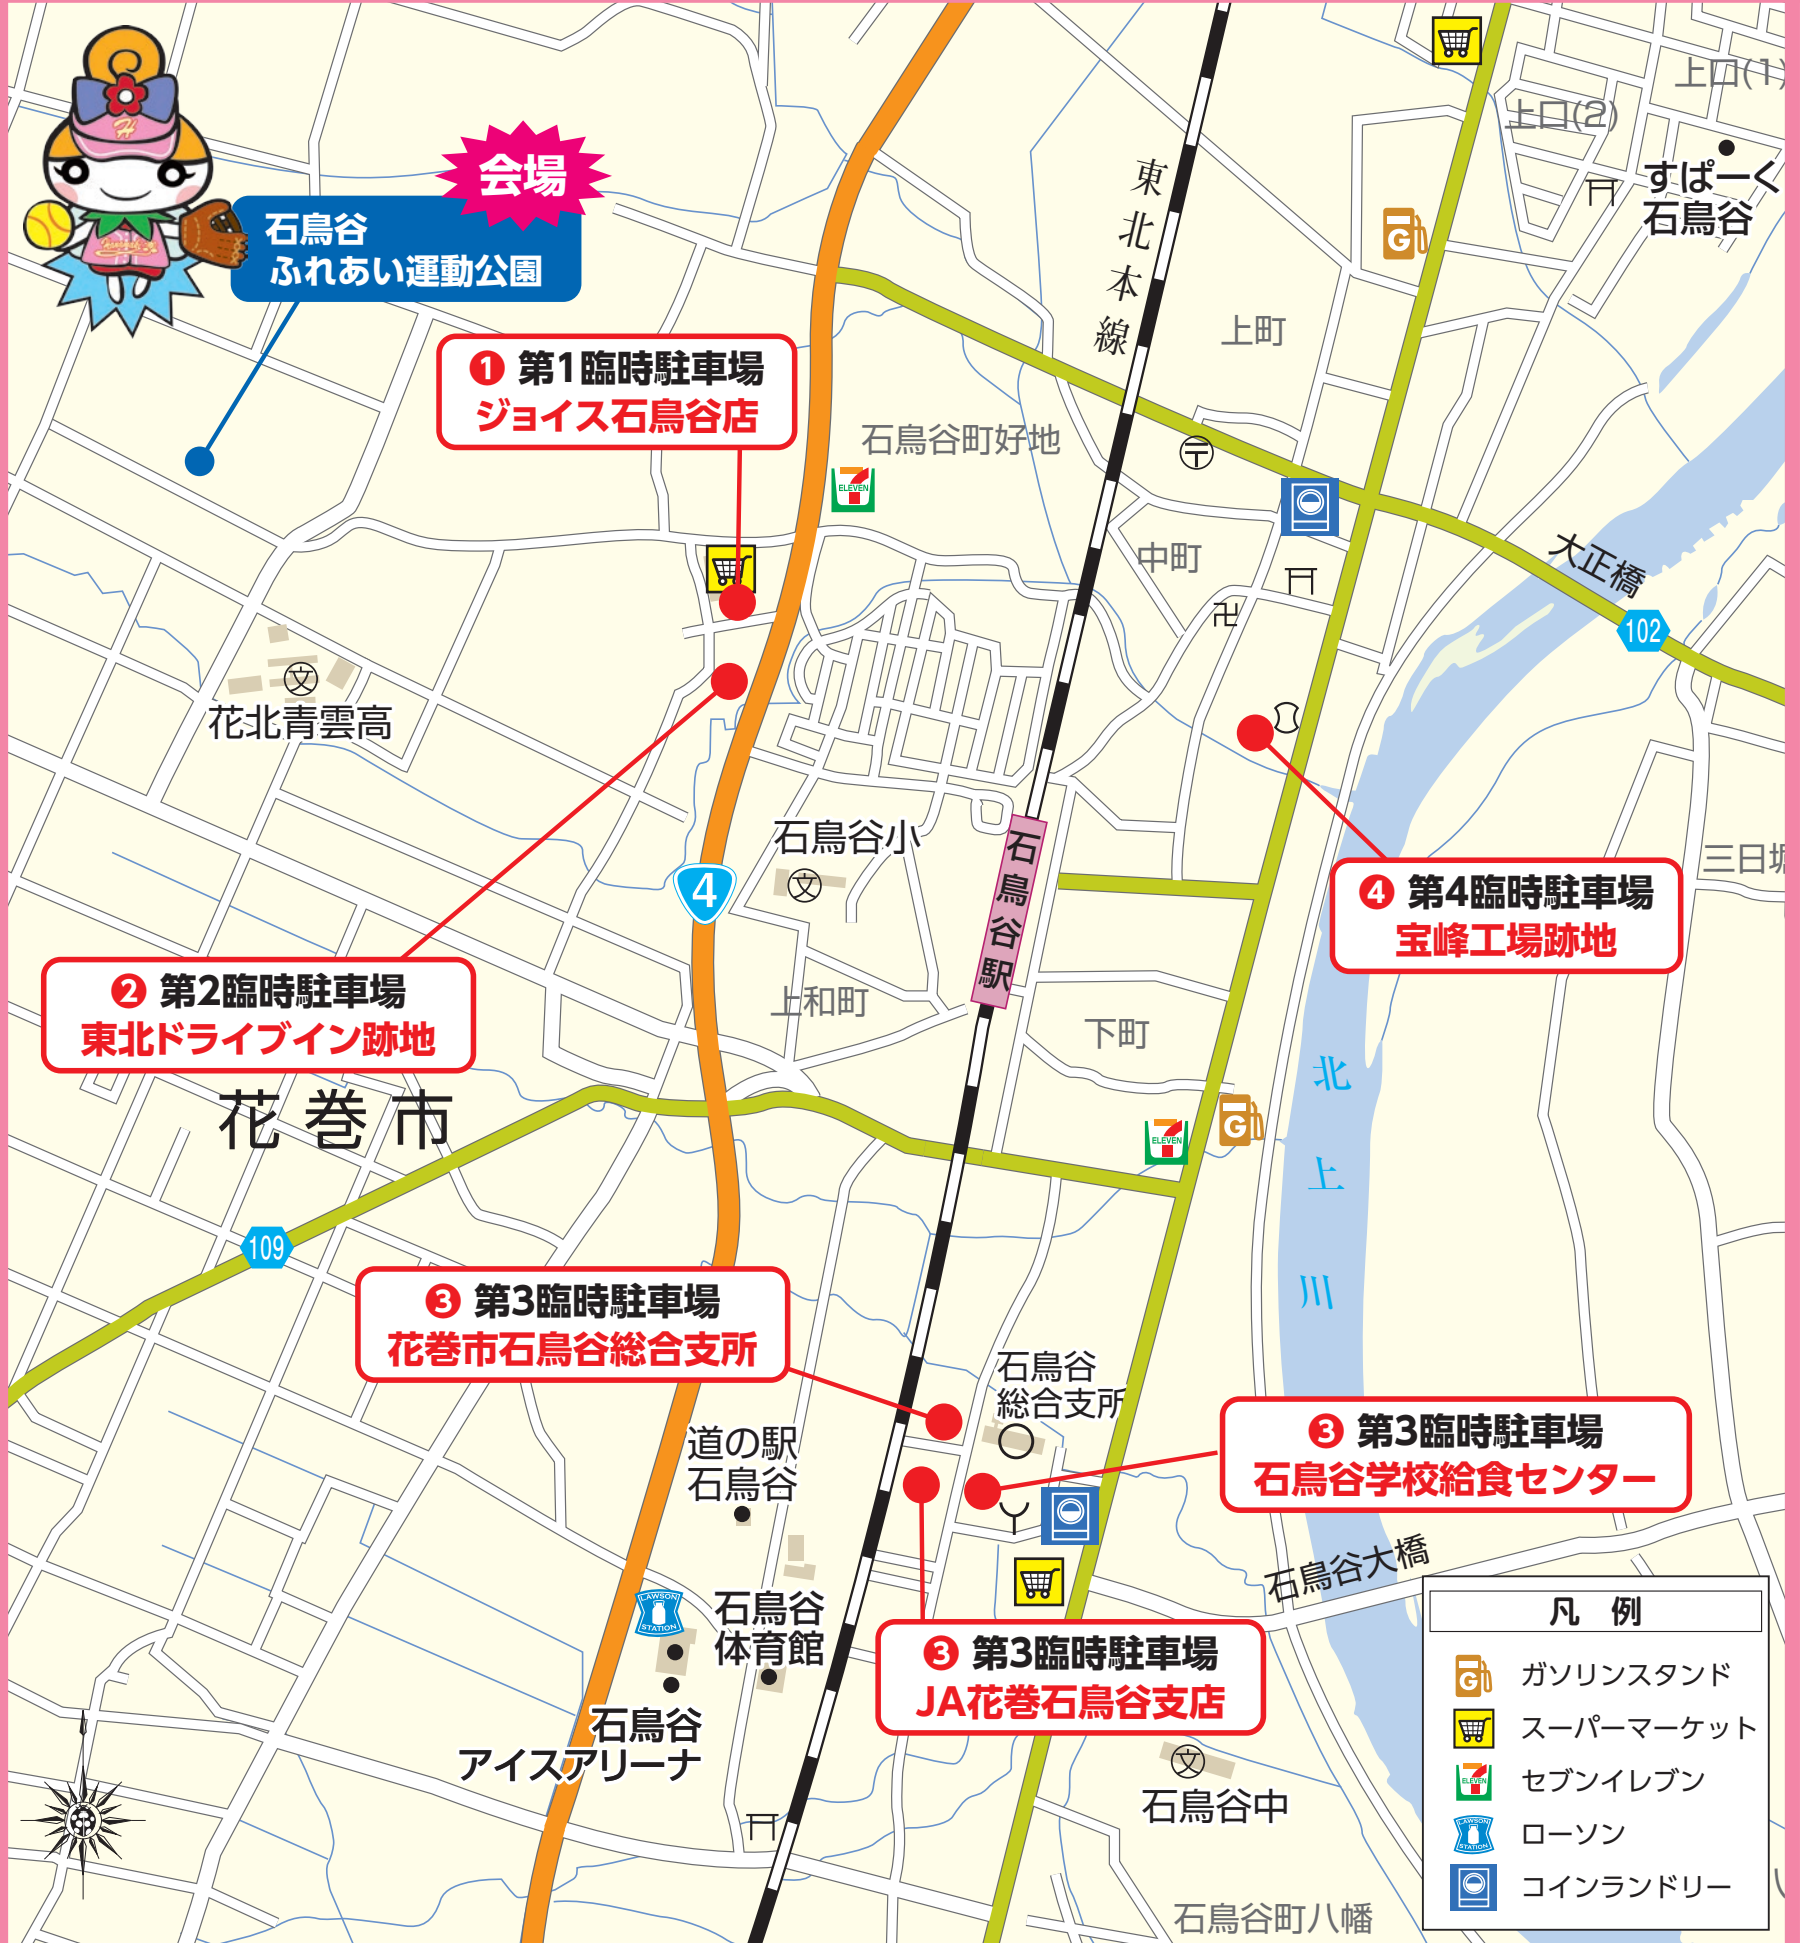 会場
石鳥谷
ふれあい運動公園
❶ 第1臨時駐車場
ジョイス石鳥谷店
東北本線
上口(1)
上口(2)
すぱーく
石鳥谷
G
上町
石鳥谷町好地
ELEVEN
中町
大正橋
102
花北青雲高
文
石鳥谷小
文
4
石鳥谷駅
三日堀
❹ 第4臨時駐車場
宝峰工場跡地
❷ 第2臨時駐車場
東北ドライブイン跡地
上和町
下町
花巻市
北上川
ELEVEN
G
109
❸ 第3臨時駐車場
花巻市石鳥谷総合支所
石鳥谷
総合支所
❸ 第3臨時駐車場
石鳥谷学校給食センター
道の駅
石鳥谷
石鳥谷大橋
LAWSON
STATION
石鳥谷
体育館
❸ 第3臨時駐車場
JA花巻石鳥谷支店
石鳥谷
アイスアリーナ
文
石鳥谷中
石鳥谷町八幡
凡 例
G ガソリンスタンド
スーパーマーケット
ELEVEN セブンイレブン
LAWSON STATION ローソン
コインランドリー